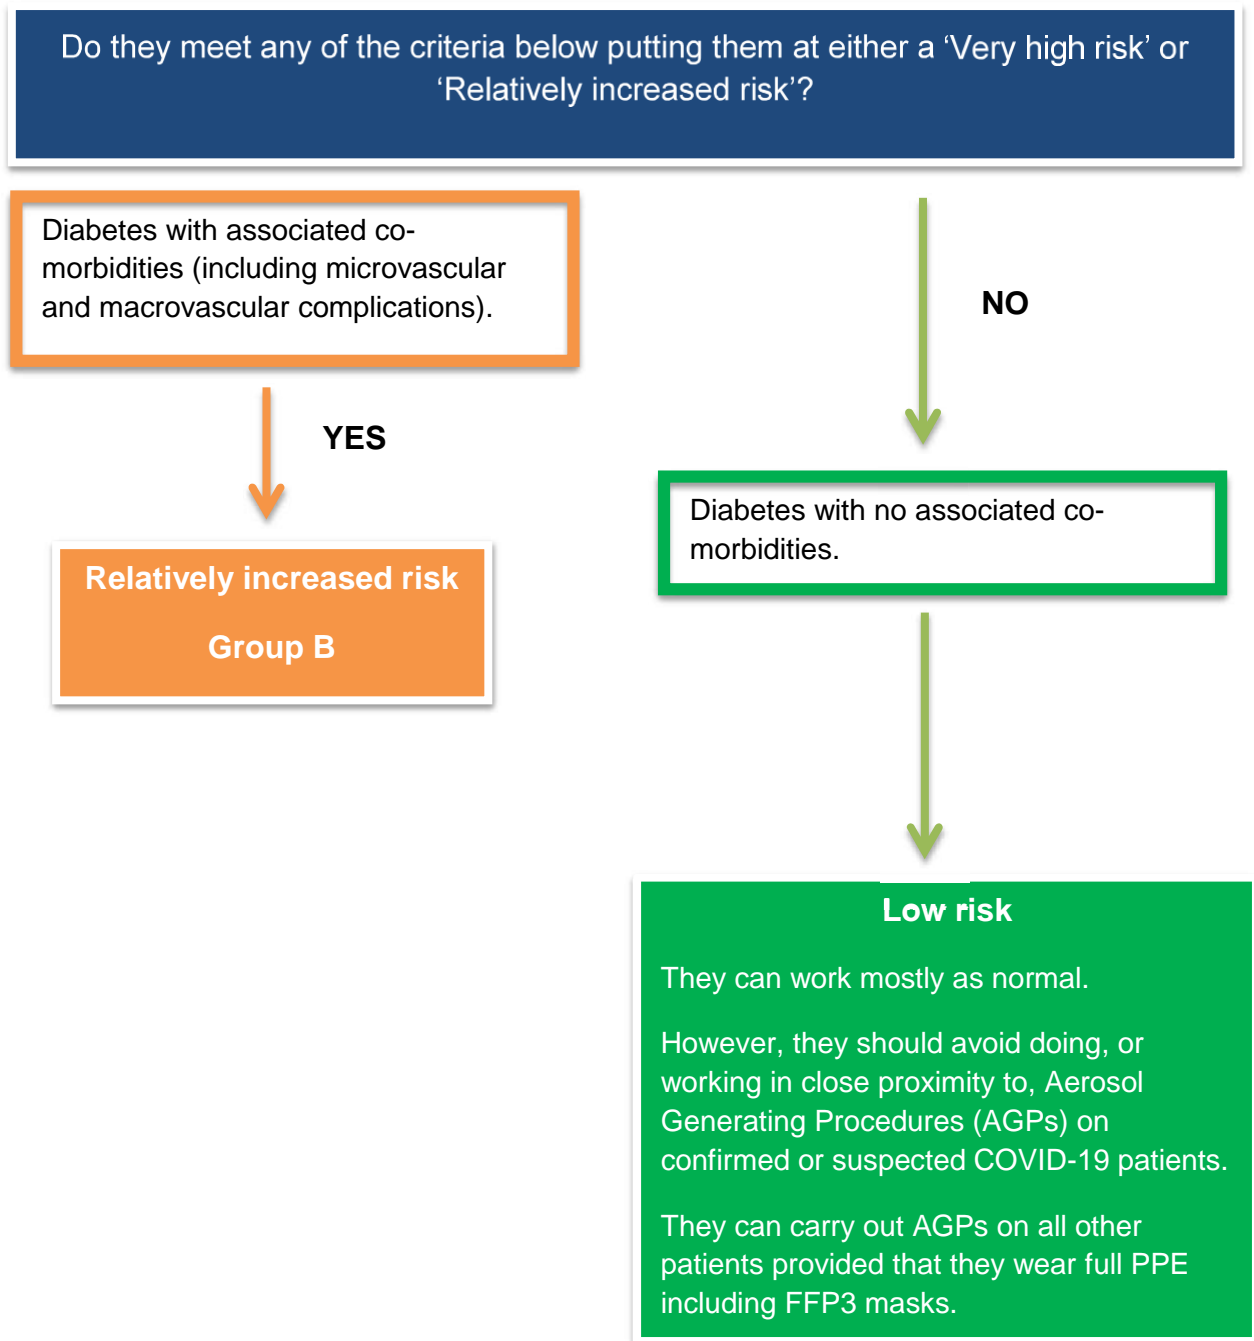 Do they meet any of the criteria below putting them at either a ‘Very high risk’ or
‘Relatively increased risk’?
Diabetes with associated co-
morbidities (including microvascular
and macrovascular complications).
YES
Relatively increased risk
Group B
NO
Diabetes with no associated co-
morbidities.
Low risk
They can work mostly as normal.
However, they should avoid doing, or
working in close proximity to, Aerosol
Generating Procedures (AGPs) on
confirmed or suspected COVID-19 patients.
They can carry out AGPs on all other
patients provided that they wear full PPE
including FFP3 masks.